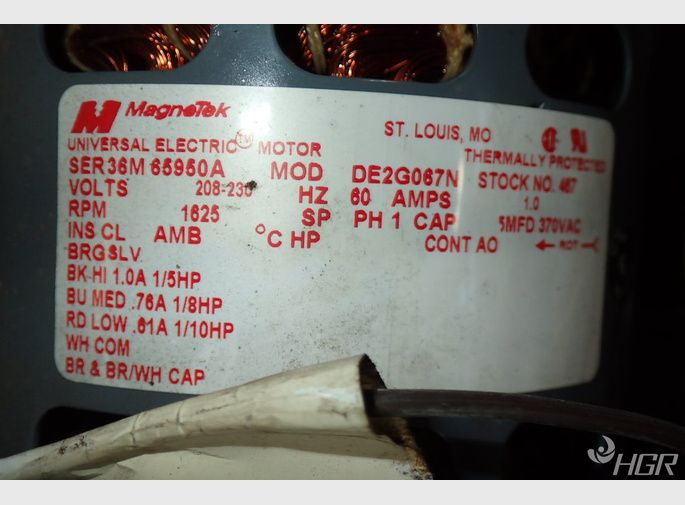 MagneTek
ST. LOUIS, MO
UNIVERSAL ELECTRIC TM MOTOR
THERMALLY PROTECTED
SER 36M 65950A MOD DE2G067N STOCK NO. 467
VOLTS 208-230 HZ 60 AMPS 1.0
RPM 1625 SP PH 1 CAP 5MFD 370VAC
INS CL AMB °C HP CONT AO ROT
BRG SLV
BK-HI 1.0A 1/5HP
BU MED .76A 1/8HP
RD LOW .61A 1/10HP
WH COM
BR & BR/WH CAP
HGR